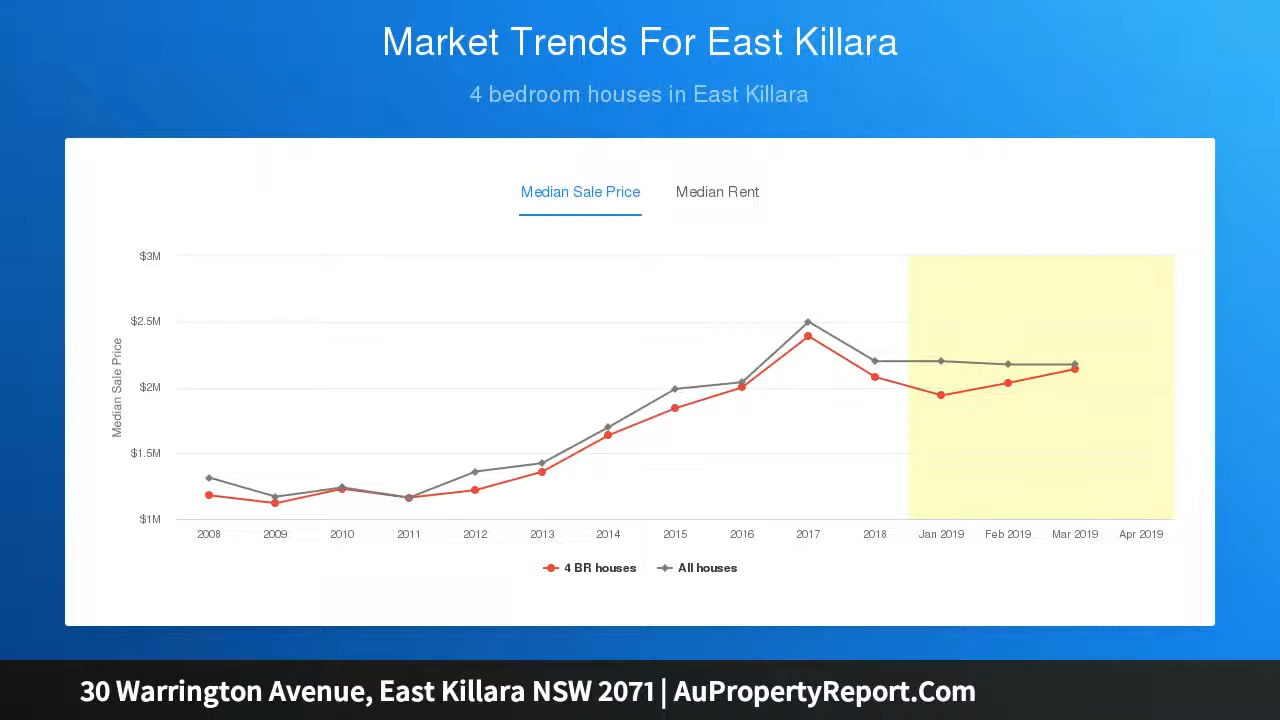 Market Trends For East Killara
4 bedroom houses in East Killara
Median Sale Price Median Rent
$3M
$2.5M
$2M
$1.5M
$1M
Median Sale Price
2008 2009 2010 2011 2012 2013 2014 2015 2016 2017 2018 Jan 2019 Feb 2019 Mar 2019 Apr 2019
4 BR houses All houses
30 Warrington Avenue, East Killara NSW 2071 | AuPropertyReport.Com